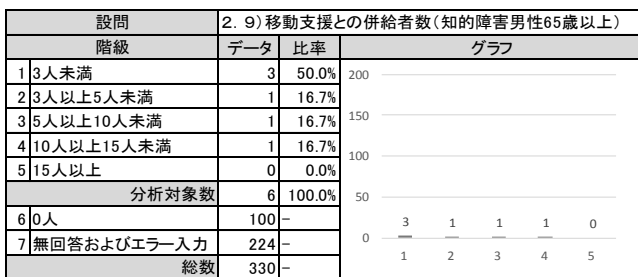 設問 2．9）移動支援との併給者数（知的障害男性65歳以上）
階級 データ 比率 グラフ
1 3人未満 3 50.0%
2 3人以上5人未満 1 16.7%
3 5人以上10人未満 1 16.7%
4 10人以上15人未満 1 16.7%
5 15人以上 0 0.0%
分析対象数 6 100.0%
6 0人 100 －
7 無回答およびエラー入力 224 －
総数 330 －
200
150
100
50
0
3 1 1 1 0
1 2 3 4 5